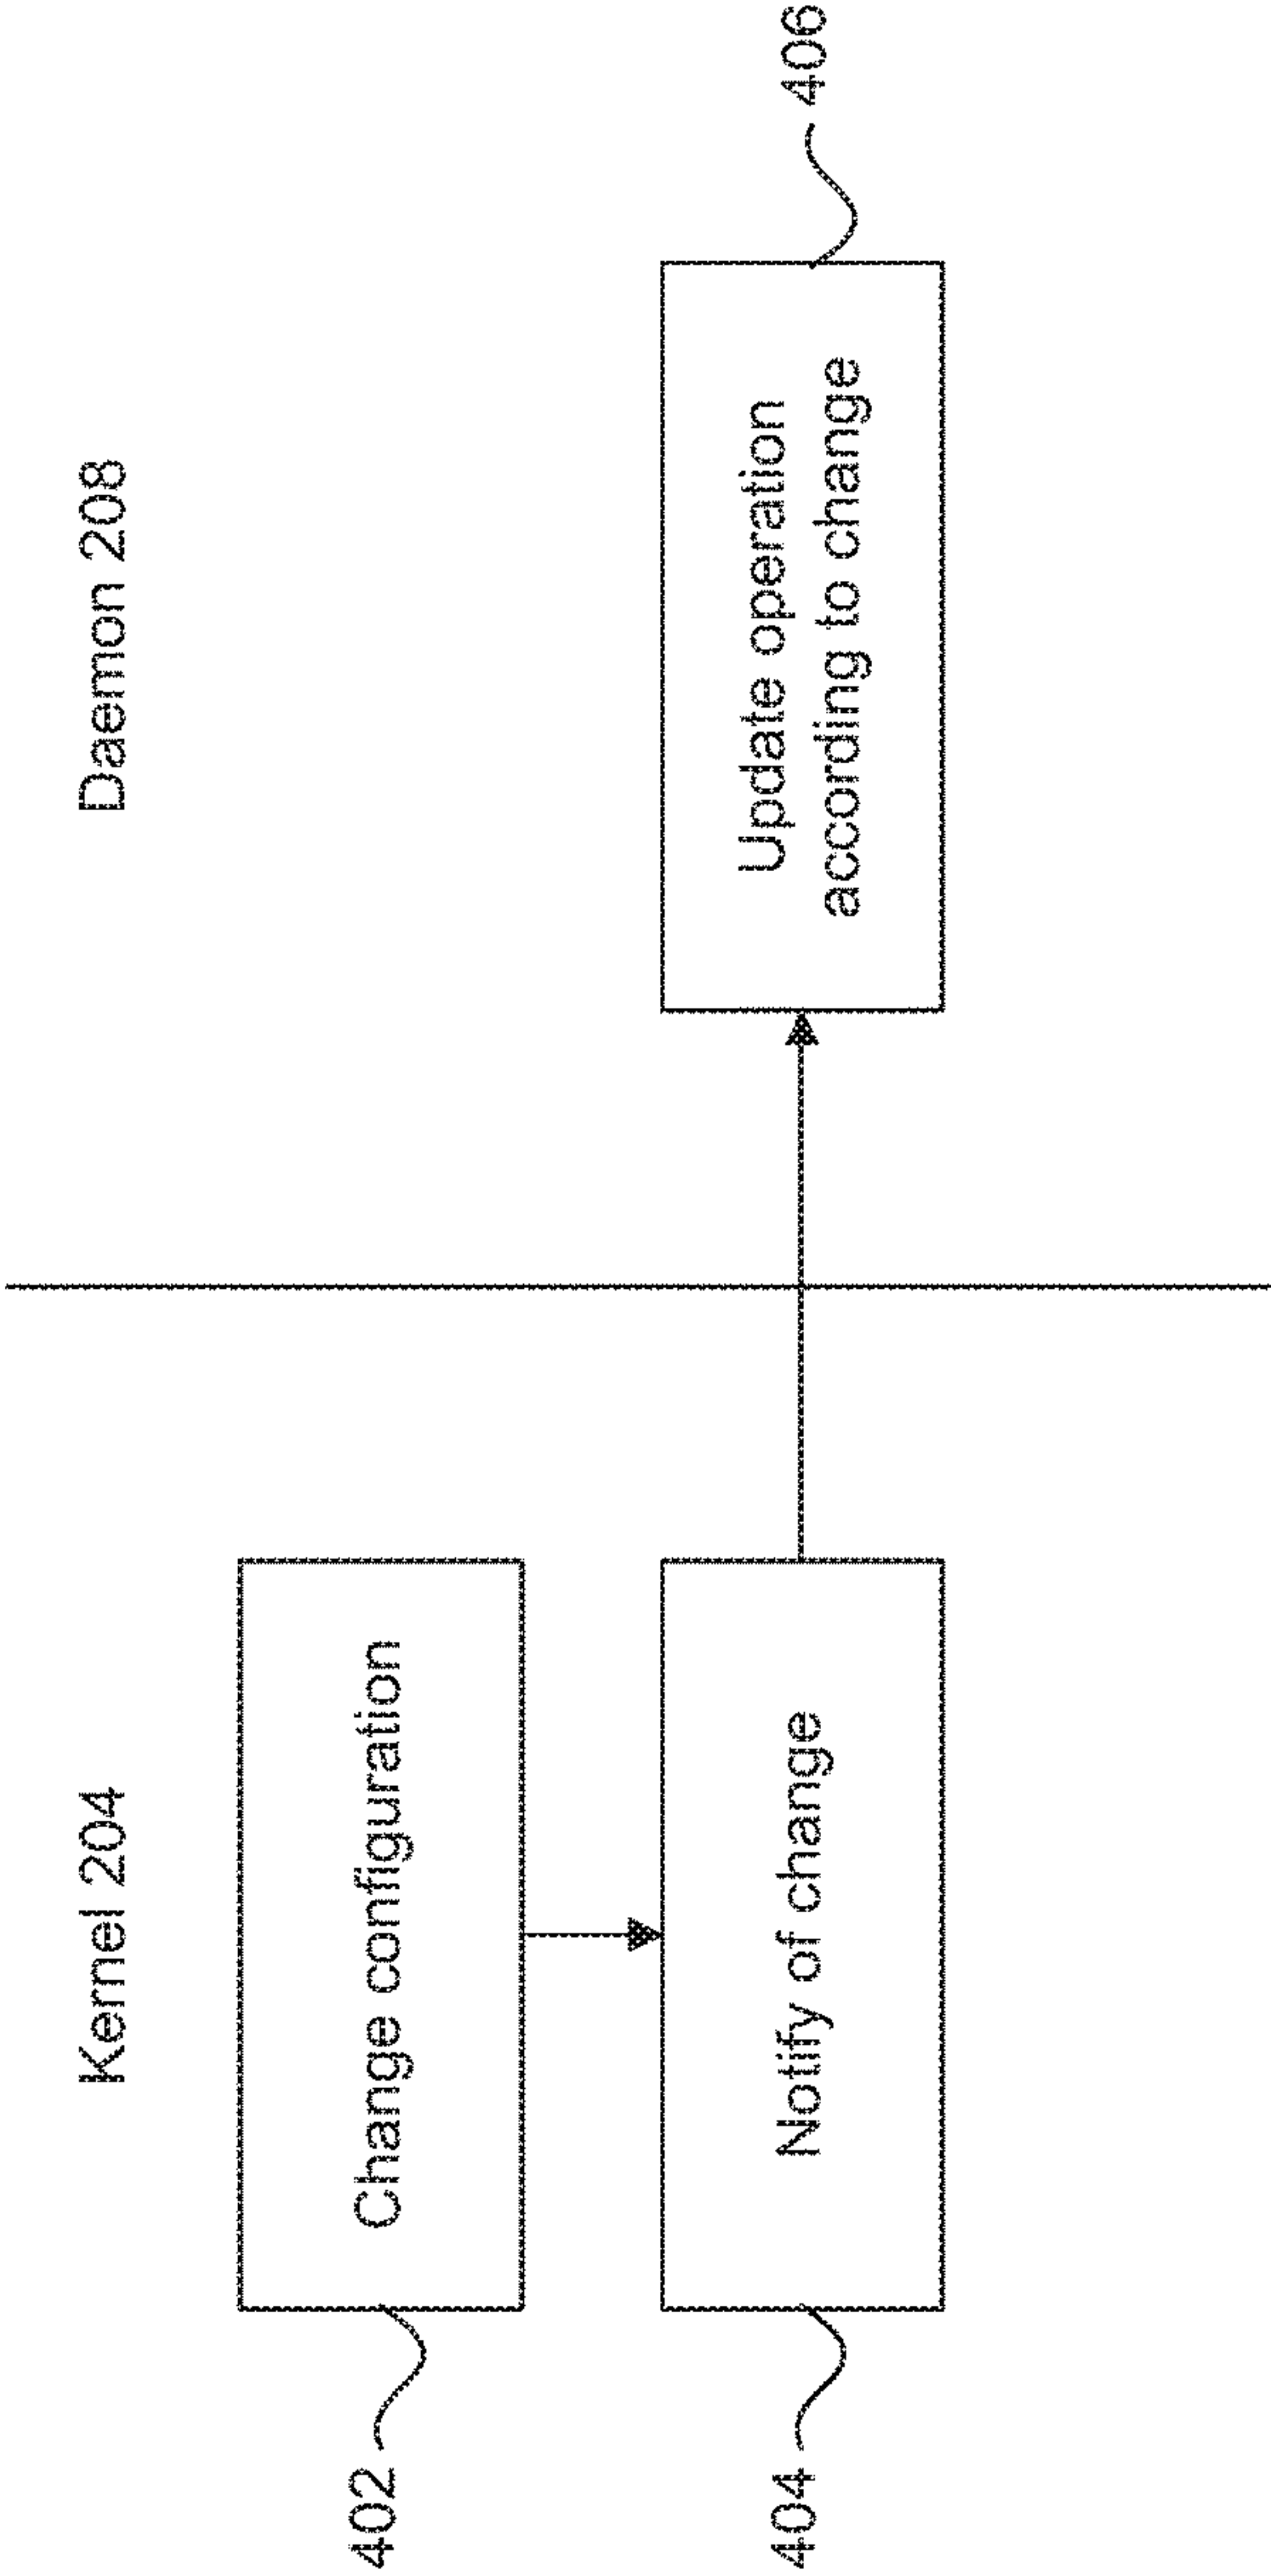 Kernel 204
Daemon 208
402
Change configuration
404
Notify of change
Update operation
according to change
406